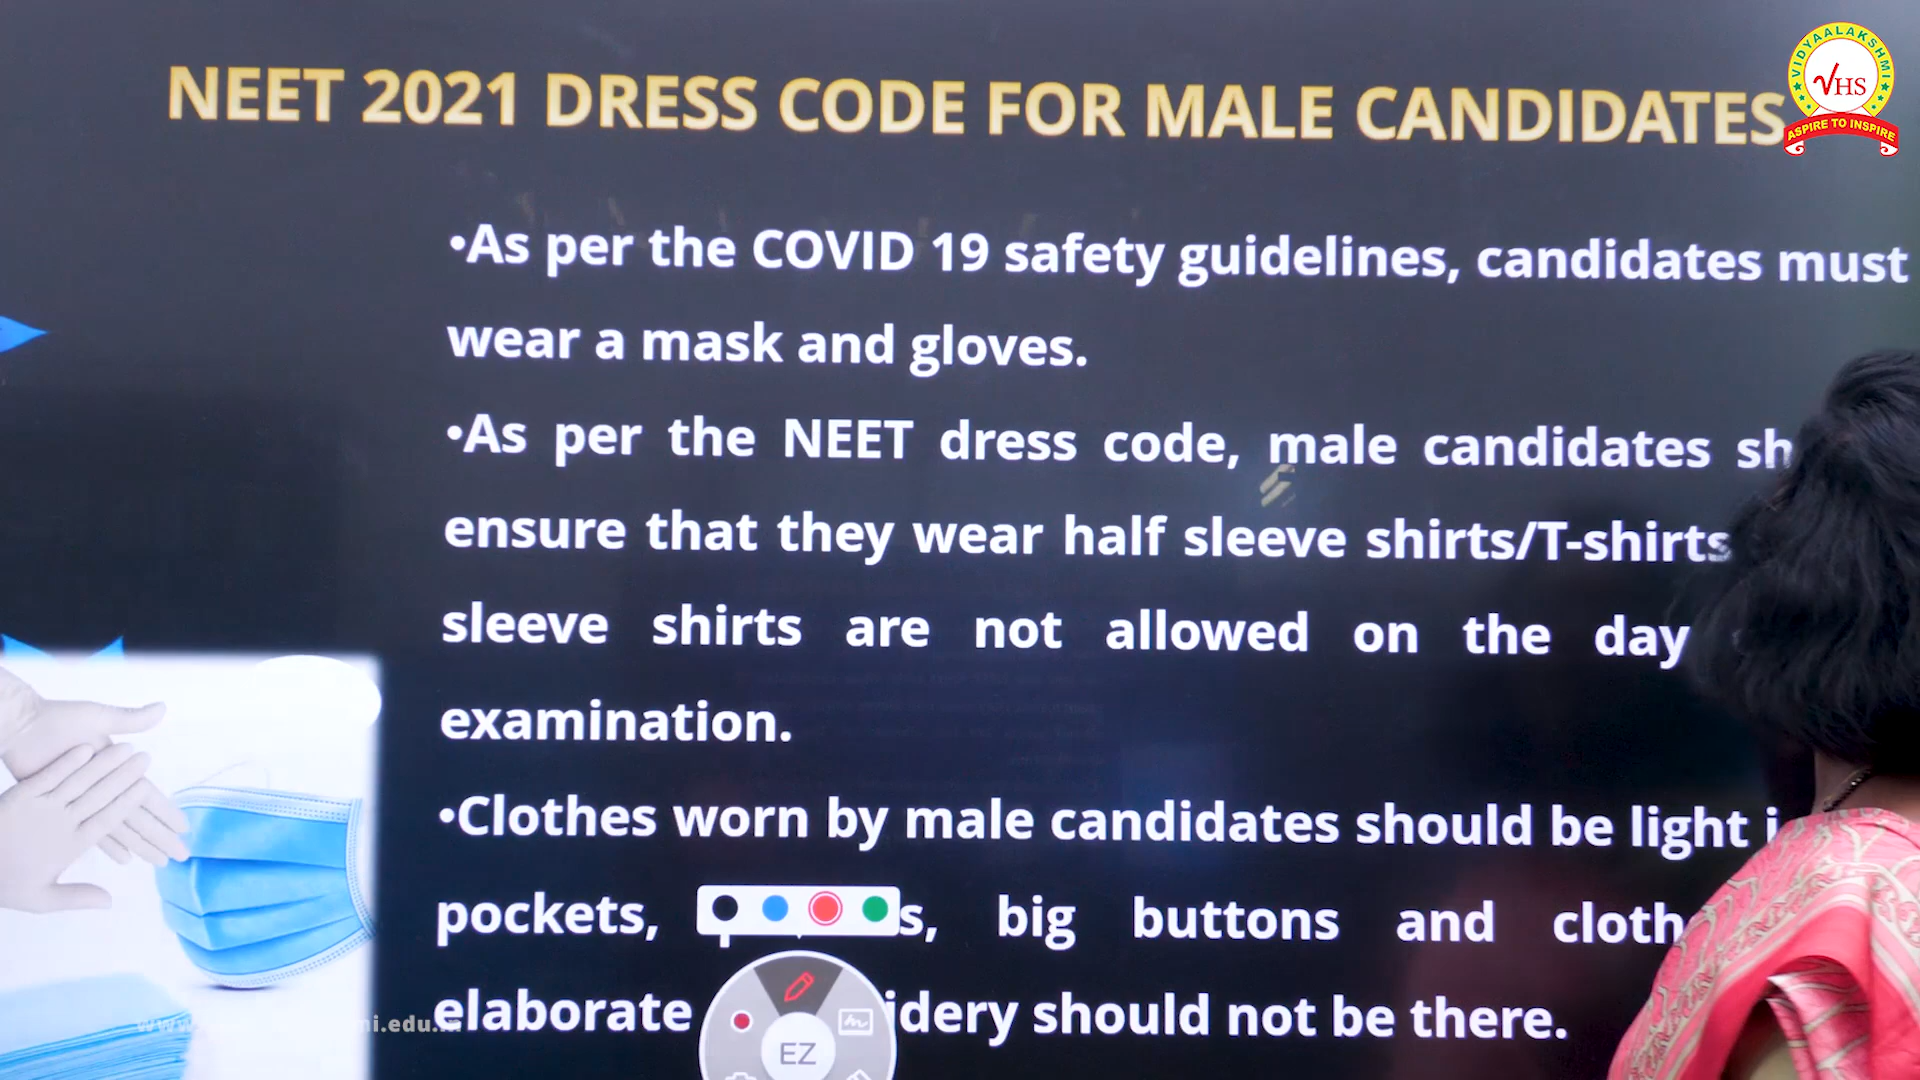 VIDYAALAKSHMI
VHS
ASPIRE TO INSPIRE
NEET 2021 DRESS CODE FOR MALE CANDIDATES
•As per the COVID 19 safety guidelines, candidates must
wear a mask and gloves.
•As per the NEET dress code, male candidates
ensure that they wear half sleeve shirts/T-shirts
sleeve shirts are not allowed on the day
examination.
•Clothes worn by male candidates should be light
pockets, big buttons and
elaborate should not be there.
EZ